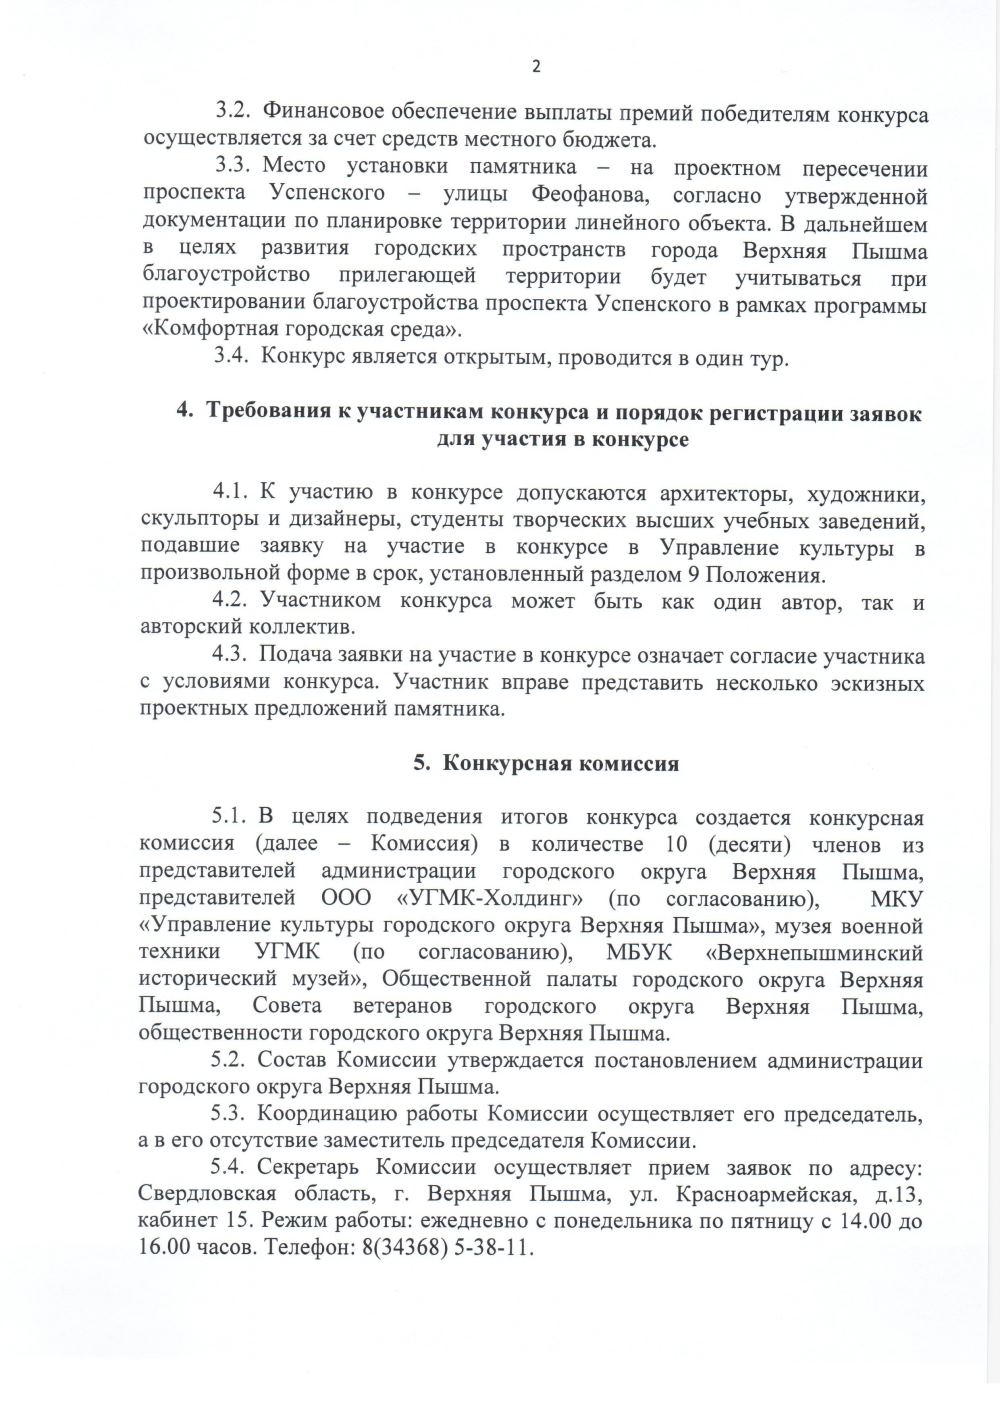 2
3.2. Финансовое обеспечение выплаты премий победителям конкурса
осуществляется за счет средств местного бюджета.
3.3. Место установки памятника – на проектном пересечении
проспекта Успенского – улицы Феофанова, согласно утвержденной
документации по планировке территории линейного объекта. В дальнейшем
в целях развития городских пространств города Верхняя Пышма
благоустройство прилегающей территории будет учитываться при
проектировании благоустройства проспекта Успенского в рамках программы
«Комфортная городская среда».
3.4. Конкурс является открытым, проводится в один тур.
4. Требования к участникам конкурса и порядок регистрации заявок
для участия в конкурсе
4.1. К участию в конкурсе допускаются архитекторы, художники,
скульпторы и дизайнеры, студенты творческих высших учебных заведений,
подавшие заявку на участие в конкурсе в Управление культуры в
произвольной форме в срок, установленный разделом 9 Положения.
4.2. Участником конкурса может быть как один автор, так и
авторский коллектив.
4.3. Подача заявки на участие в конкурсе означает согласие участника
с условиями конкурса. Участник вправе представить несколько эскизных
проектных предложений памятника.
5. Конкурсная комиссия
5.1. В целях подведения итогов конкурса создается конкурсная
комиссия (далее – Комиссия) в количестве 10 (десяти) членов из
представителей администрации городского округа Верхняя Пышма,
представителей ООО «УГМК-Холдинг» (по согласованию), МКУ
«Управление культуры городского округа Верхняя Пышма», музея военной
техники УГМК (по согласованию), МБУК «Верхнепышминский
исторический музей», Общественной палаты городского округа Верхняя
Пышма, Совета ветеранов городского округа Верхняя Пышма,
общественности городского округа Верхняя Пышма.
5.2. Состав Комиссии утверждается постановлением администрации
городского округа Верхняя Пышма.
5.3. Координацию работы Комиссии осуществляет его председатель,
а в его отсутствие заместитель председателя Комиссии.
5.4. Секретарь Комиссии осуществляет прием заявок по адресу:
Свердловская область, г. Верхняя Пышма, ул. Красноармейская, д.13,
кабинет 15. Режим работы: ежедневно с понедельника по пятницу с 14.00 до
16.00 часов. Телефон: 8(34368) 5-38-11.